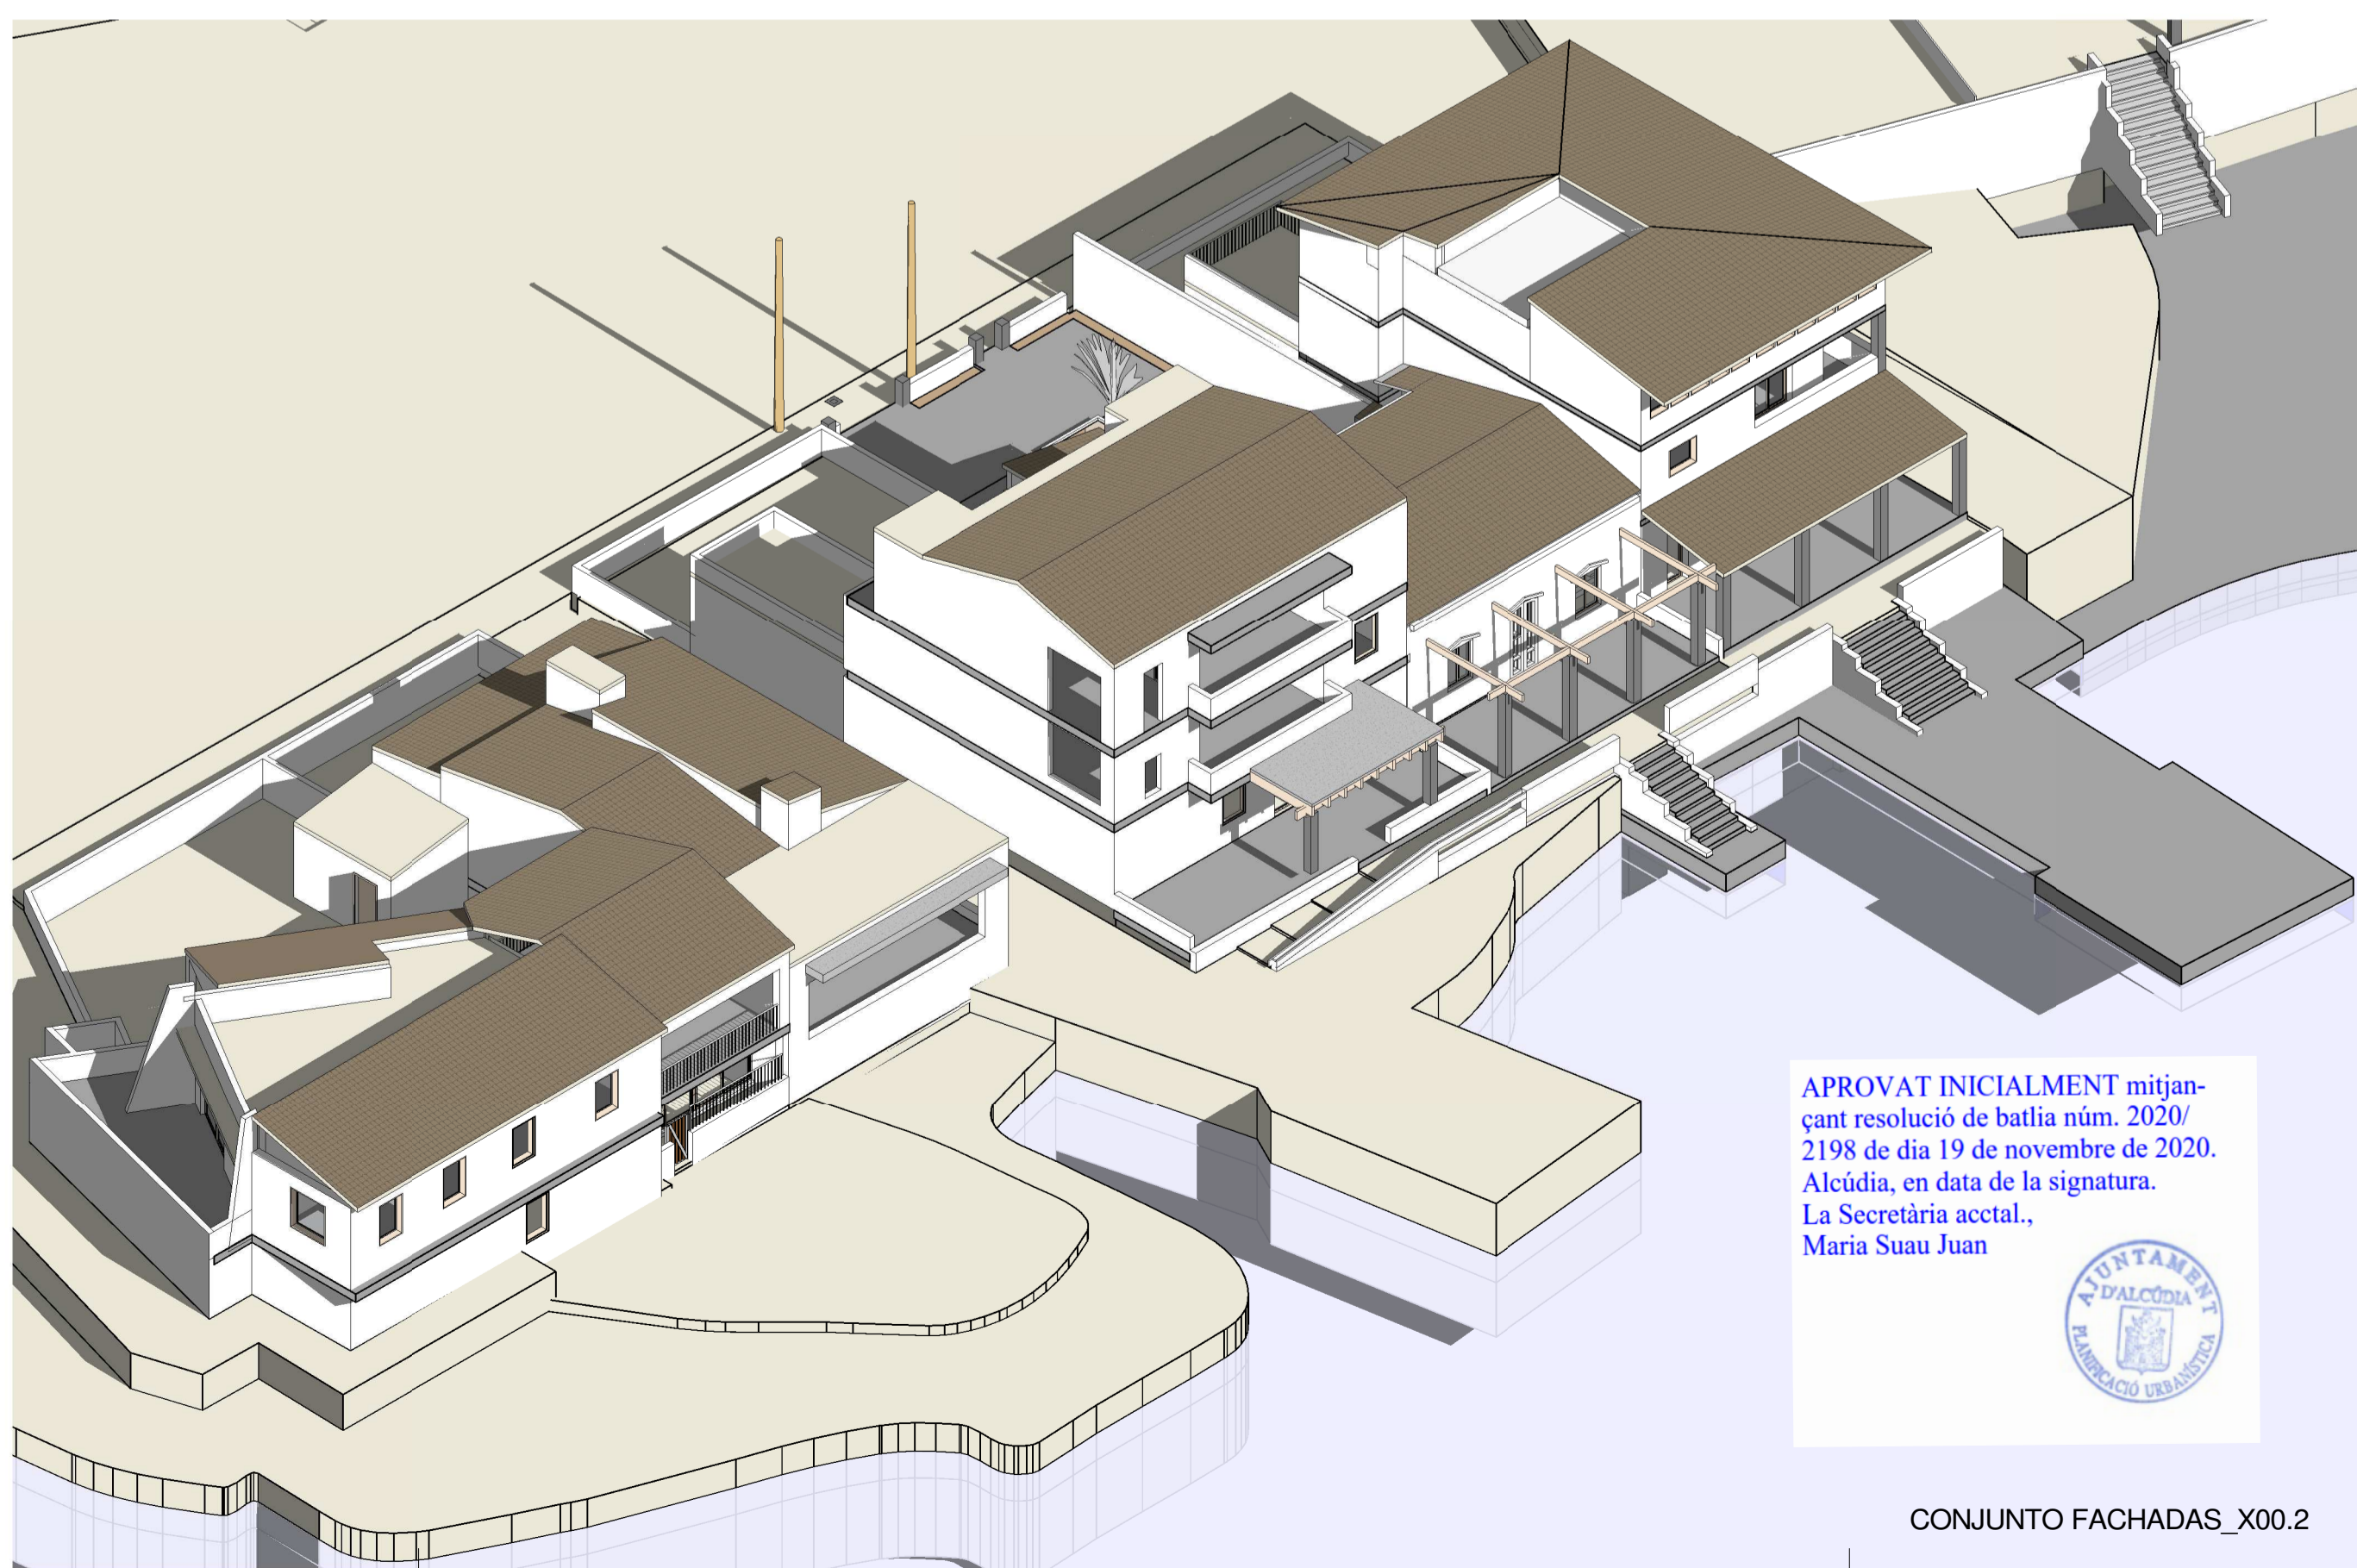 APROVAT INICIALMENT mitjan-
çant resolució de batlia núm. 2020/
2198 de dia 19 de novembre de 2020.
Alcúdia, en data de la signatura.
La Secretària acctal.,
Maria Suau Juan
AJUNTAMENT
D'ALCÚDIA
PLANIFICACIÓ URBANÍSTICA
CONJUNTO FACHADAS_X00.2